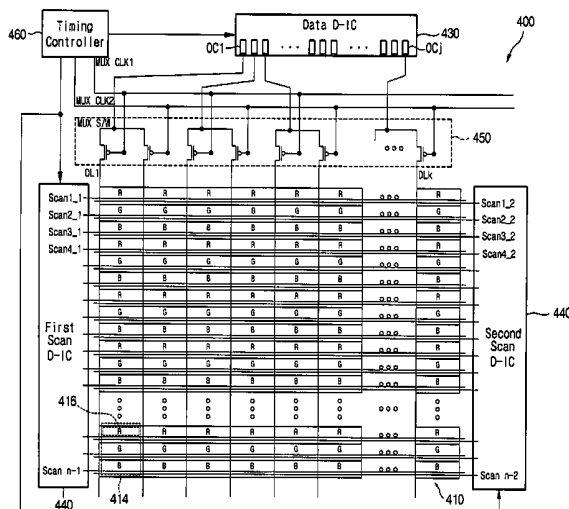 460
Timing
Controller
Data D-IC
OC1
OCj
430
400
MUX CLK1
MUX CLK2
MUX S/W
450
DL1
DLk
R R R R R R R
G G G G G G G
B B B B B B B
R R R R R R R
G G G G G G G
B B B B B B B
R R R R R R R
G G G G G G G
B B B B B B B
R R R R R R R
G G G G G G G
B B B B B B B
R R R R R R R
G G G G G G G
B B B B B B B
Scan1_1
Scan2_1
Scan3_1
Scan4_1
First
Scan
D-IC
Scan n-1
Scan1_2
Scan2_2
Scan3_2
Scan4_2
Second
Scan
D-IC
Scan n-2
440
416
440
414
410